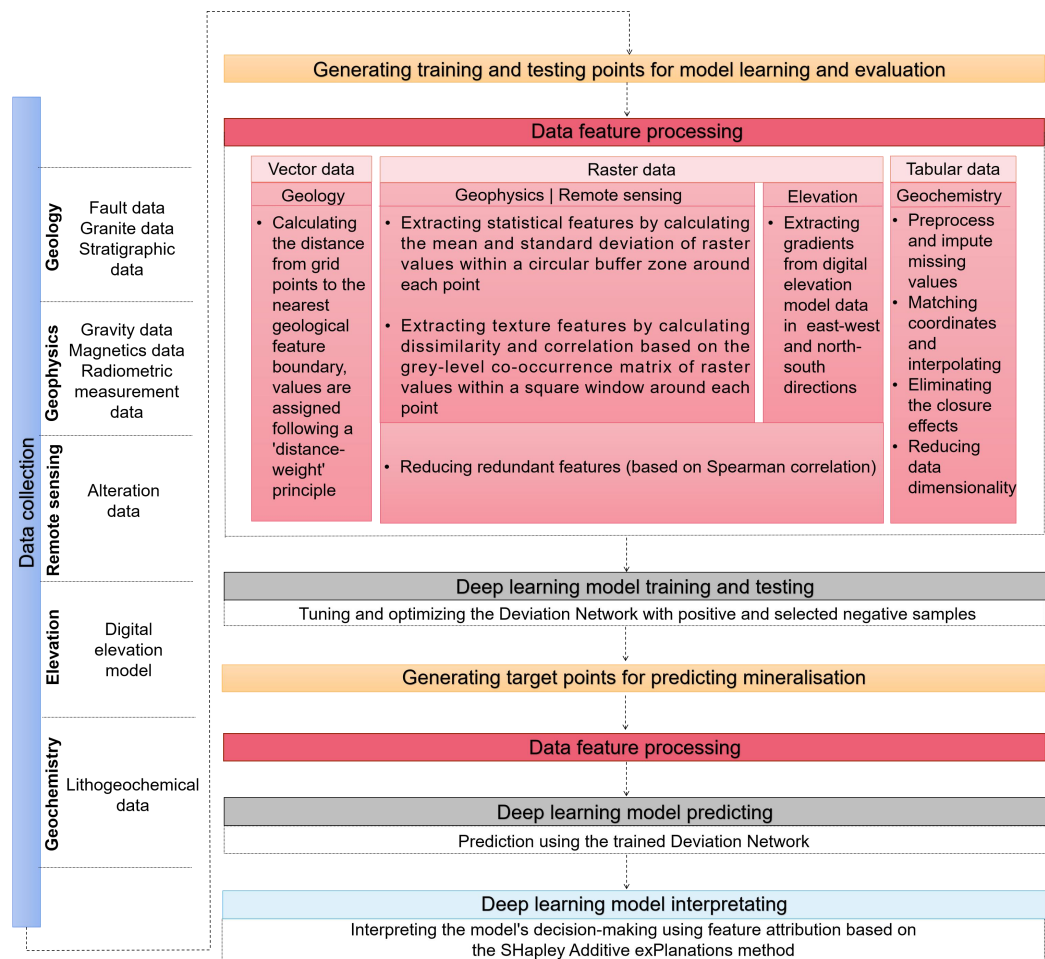 Data collection
Geology
Fault data
Granite data
Stratigraphic
data
Geophysics
Gravity data
Magnetics data
Radiometric
measurement
data
Remote sensing
Alteration
data
Elevation
Digital
elevation
model
Geochemistry
Lithogeochemical
data
Generating training and testing points for model learning and evaluation
Data feature processing
Vector data
Geology
• Calculating
the distance
from grid
points to the
nearest
geological
feature
boundary,
values are
assigned
following a
'distance-
weight'
principle
Raster data
Geophysics | Remote sensing
• Extracting statistical features by calculating
the mean and standard deviation of raster
values within a circular buffer zone around
each point
• Extracting texture features by calculating
dissimilarity and correlation based on the
grey-level co-occurrence matrix of raster
values within a square window around each
point
Elevation
• Extracting
gradients
from digital
elevation
model data
in east-west
and north-
south
directions
• Reducing redundant features (based on Spearman correlation)
Tabular data
Geochemistry
• Preprocess
and impute
missing
values
• Matching
coordinates
and
interpolating
• Eliminating
the closure
effects
• Reducing
data
dimensionality
Deep learning model training and testing
Tuning and optimizing the Deviation Network with positive and selected negative samples
Generating target points for predicting mineralisation
Data feature processing
Deep learning model predicting
Prediction using the trained Deviation Network
Deep learning model interpretating
Interpreting the model's decision-making using feature attribution based on
the SHapley Additive exPlanations method